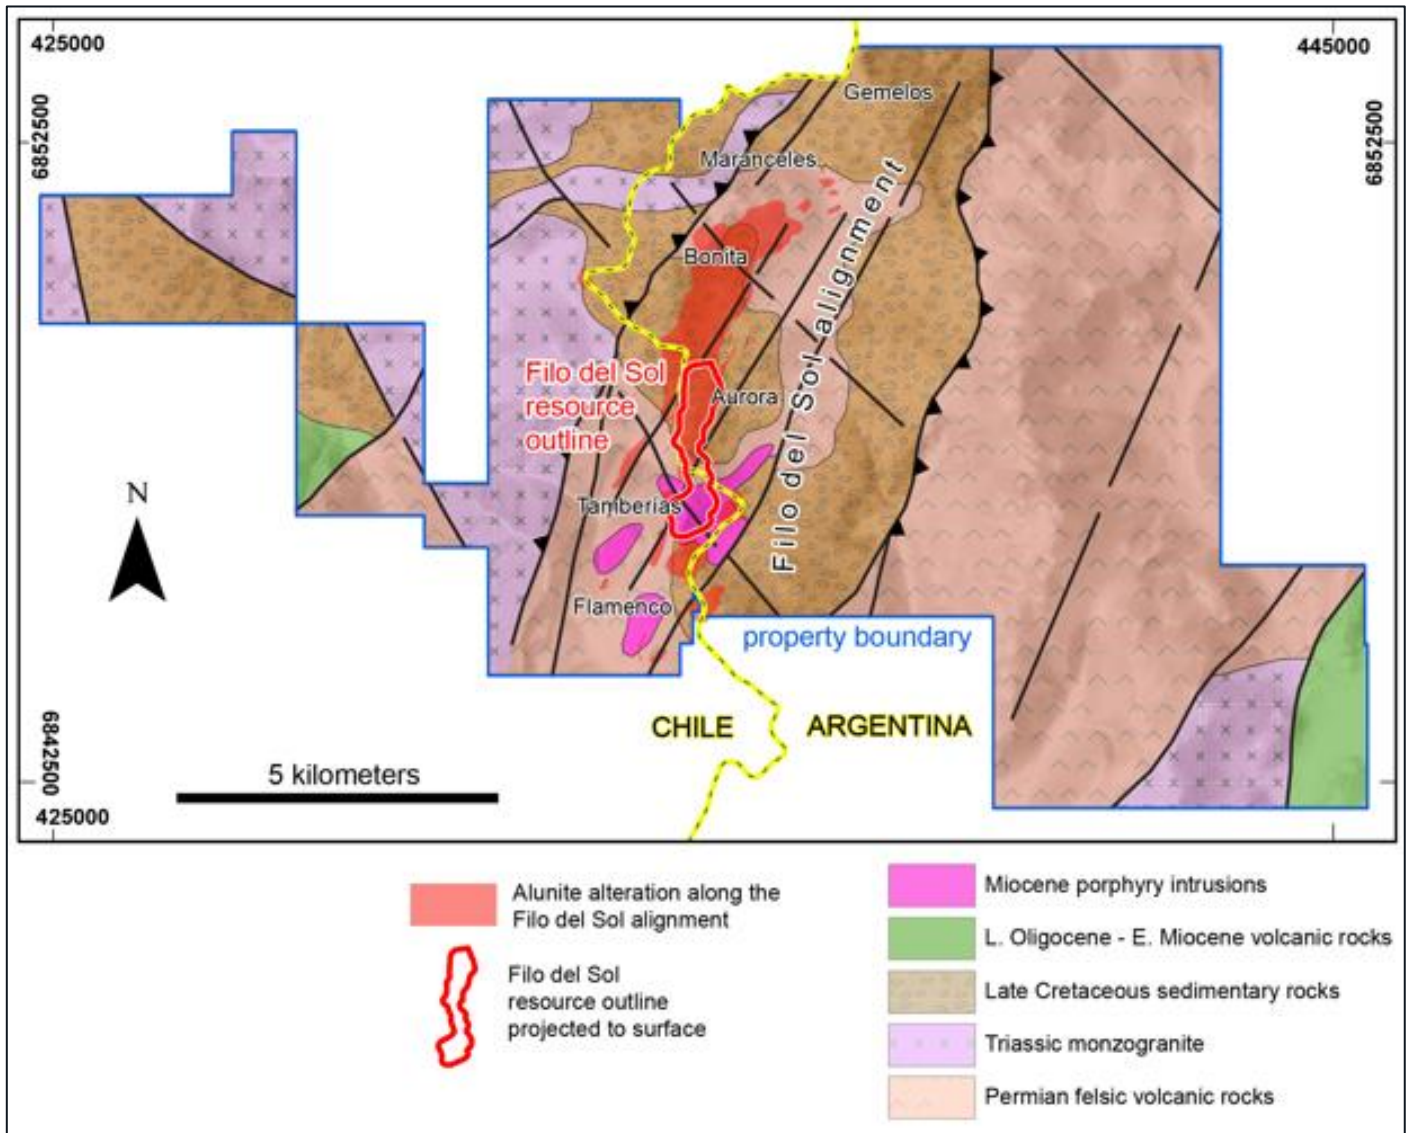 425000
445000
6852500
6852500
Gemelos
Maranceles
Bonita
Filo del Sol alignment
Filo del Sol
resource
outline
Aurora
N
Tamberias
Flamenco
property boundary
CHILE
ARGENTINA
6842500
5 kilometers
425000
Alunite alteration along the
Filo del Sol alignment
Filo del Sol
resource outline
projected to surface
Miocene porphyry intrusions
L. Oligocene - E. Miocene volcanic rocks
Late Cretaceous sedimentary rocks
Triassic monzogranite
Permian felsic volcanic rocks